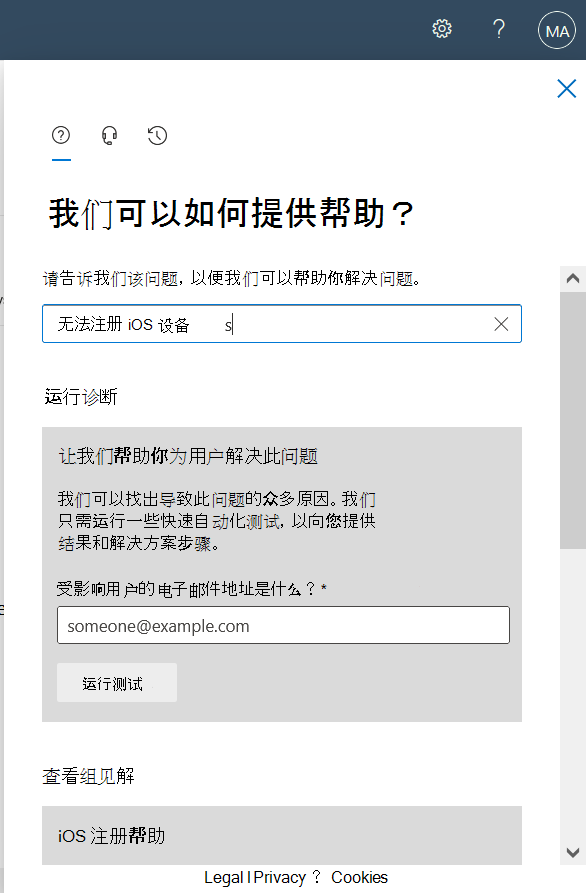 ?
MA
我们可以如何提供帮助？
请告诉我们该问题，以便我们可以帮助你解决问题。
无法注册 iOS 设备 s
运行诊断
让我们帮助你为用户解决此问题
我们可以找出导致此问题的众多原因。我们
只需运行一些快速自动化测试，以向您提供
结果和解决方案步骤。
受影响用户的电子邮件地址是什么？*
someone@example.com
运行测试
查看组见解
iOS 注册帮助
Legal | Privacy ? Cookies